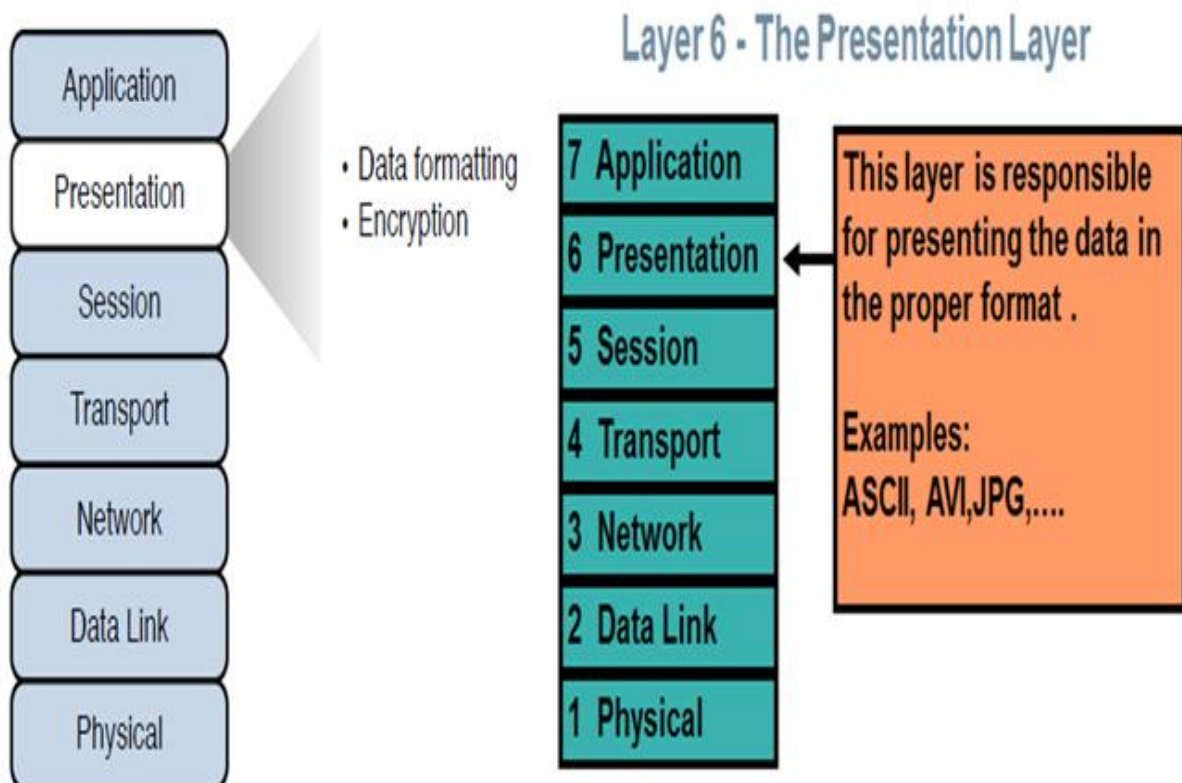 Application
Presentation
Session
Transport
Network
Data Link
Physical
• Data formatting
• Encryption
Layer 6 - The Presentation Layer
7 Application
6 Presentation
5 Session
4 Transport
3 Network
2 Data Link
1 Physical
This layer is responsible
for presenting the data in
the proper format .
Examples:
ASCII, AVI,JPG,....